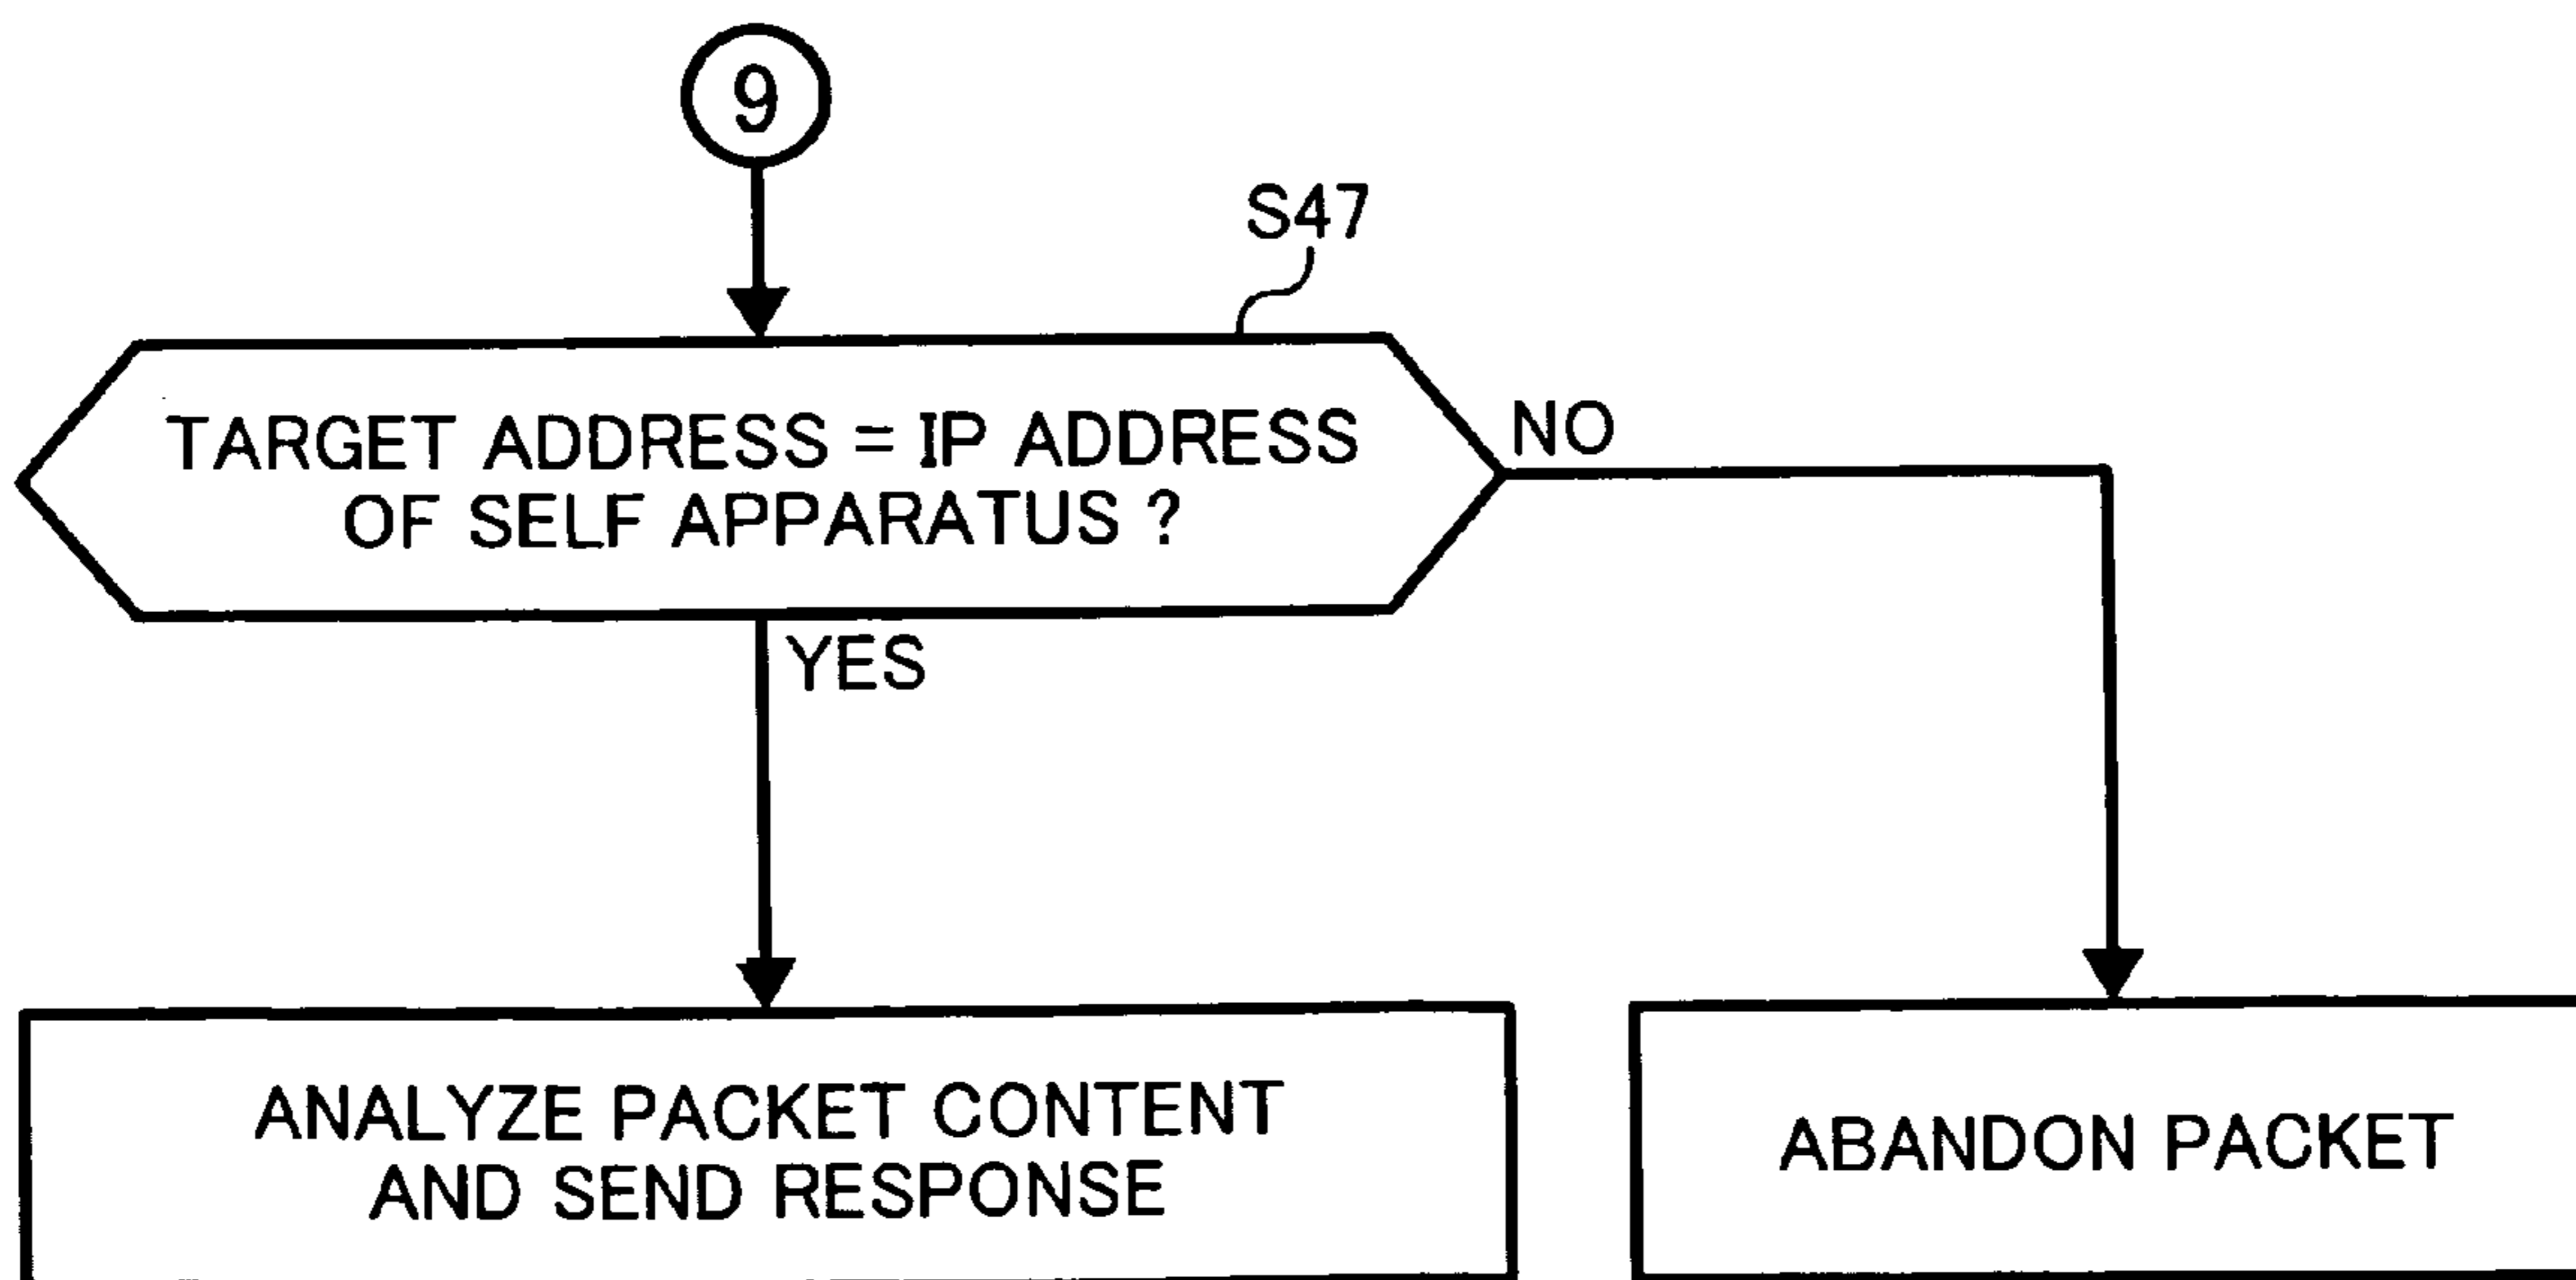 9
S47
TARGET ADDRESS = IP ADDRESS
OF SELF APPARATUS ?
NO
YES
ANALYZE PACKET CONTENT
AND SEND RESPONSE
ABANDON PACKET